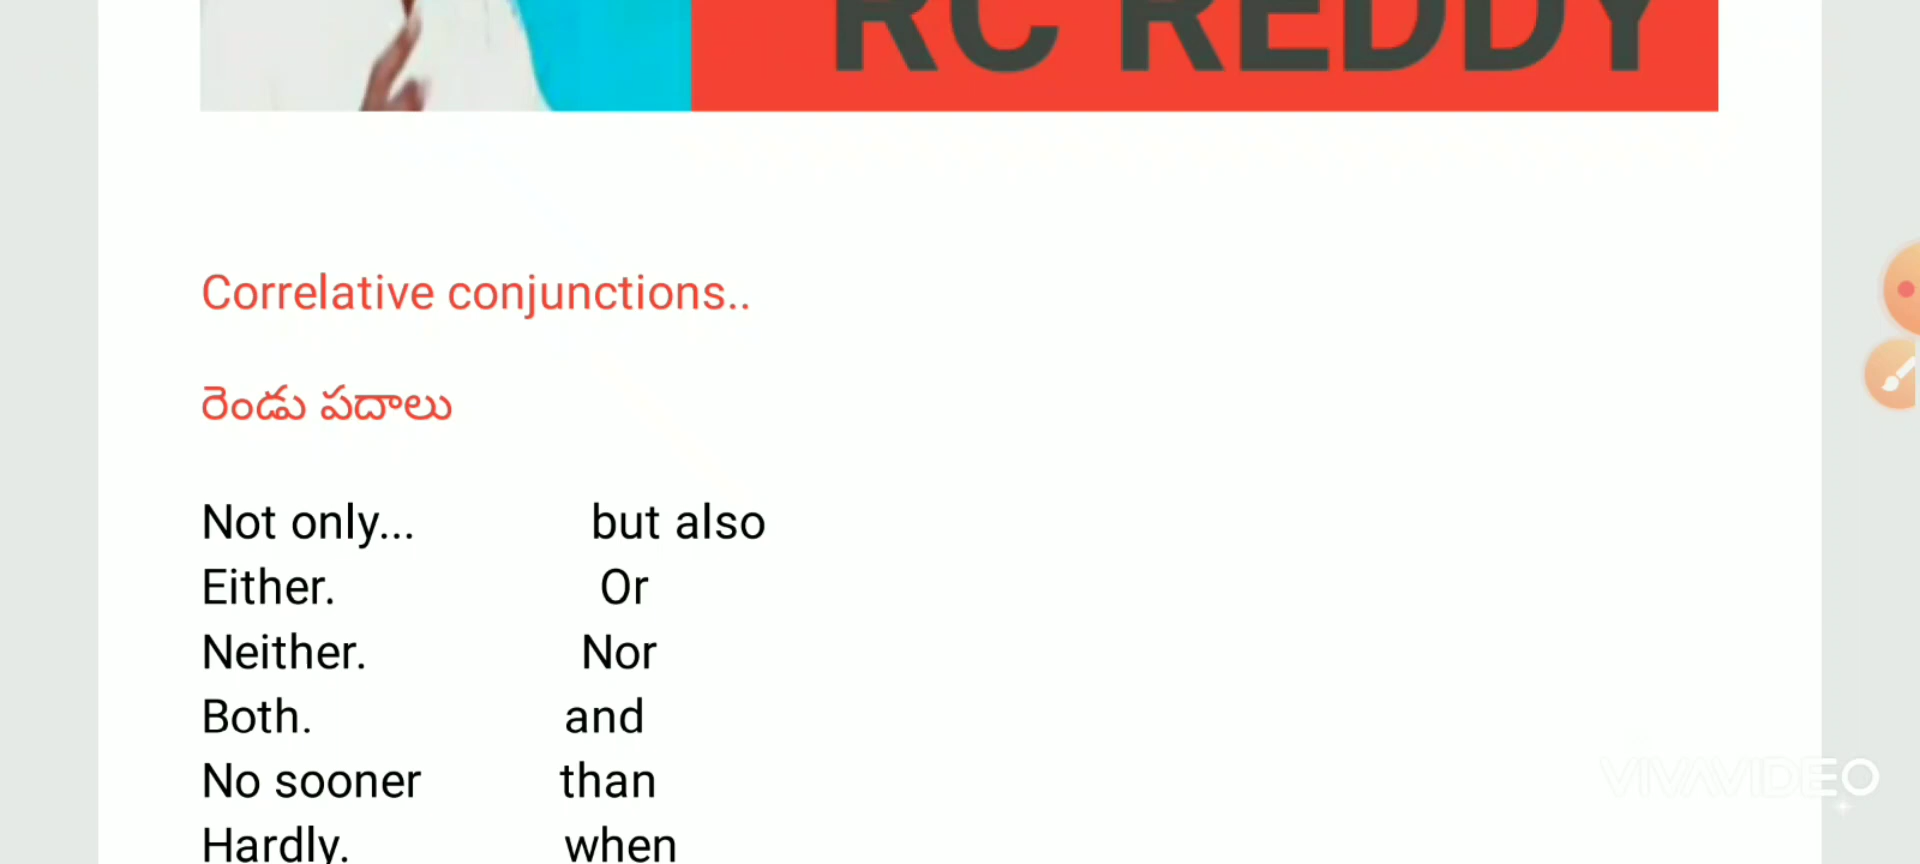 RC REDDY
Correlative conjunctions..
రెండు పదాలు
Not only... but also
Either. Or
Neither. Nor
Both. and
No sooner than
Hardly. when
VIVAVIDEO